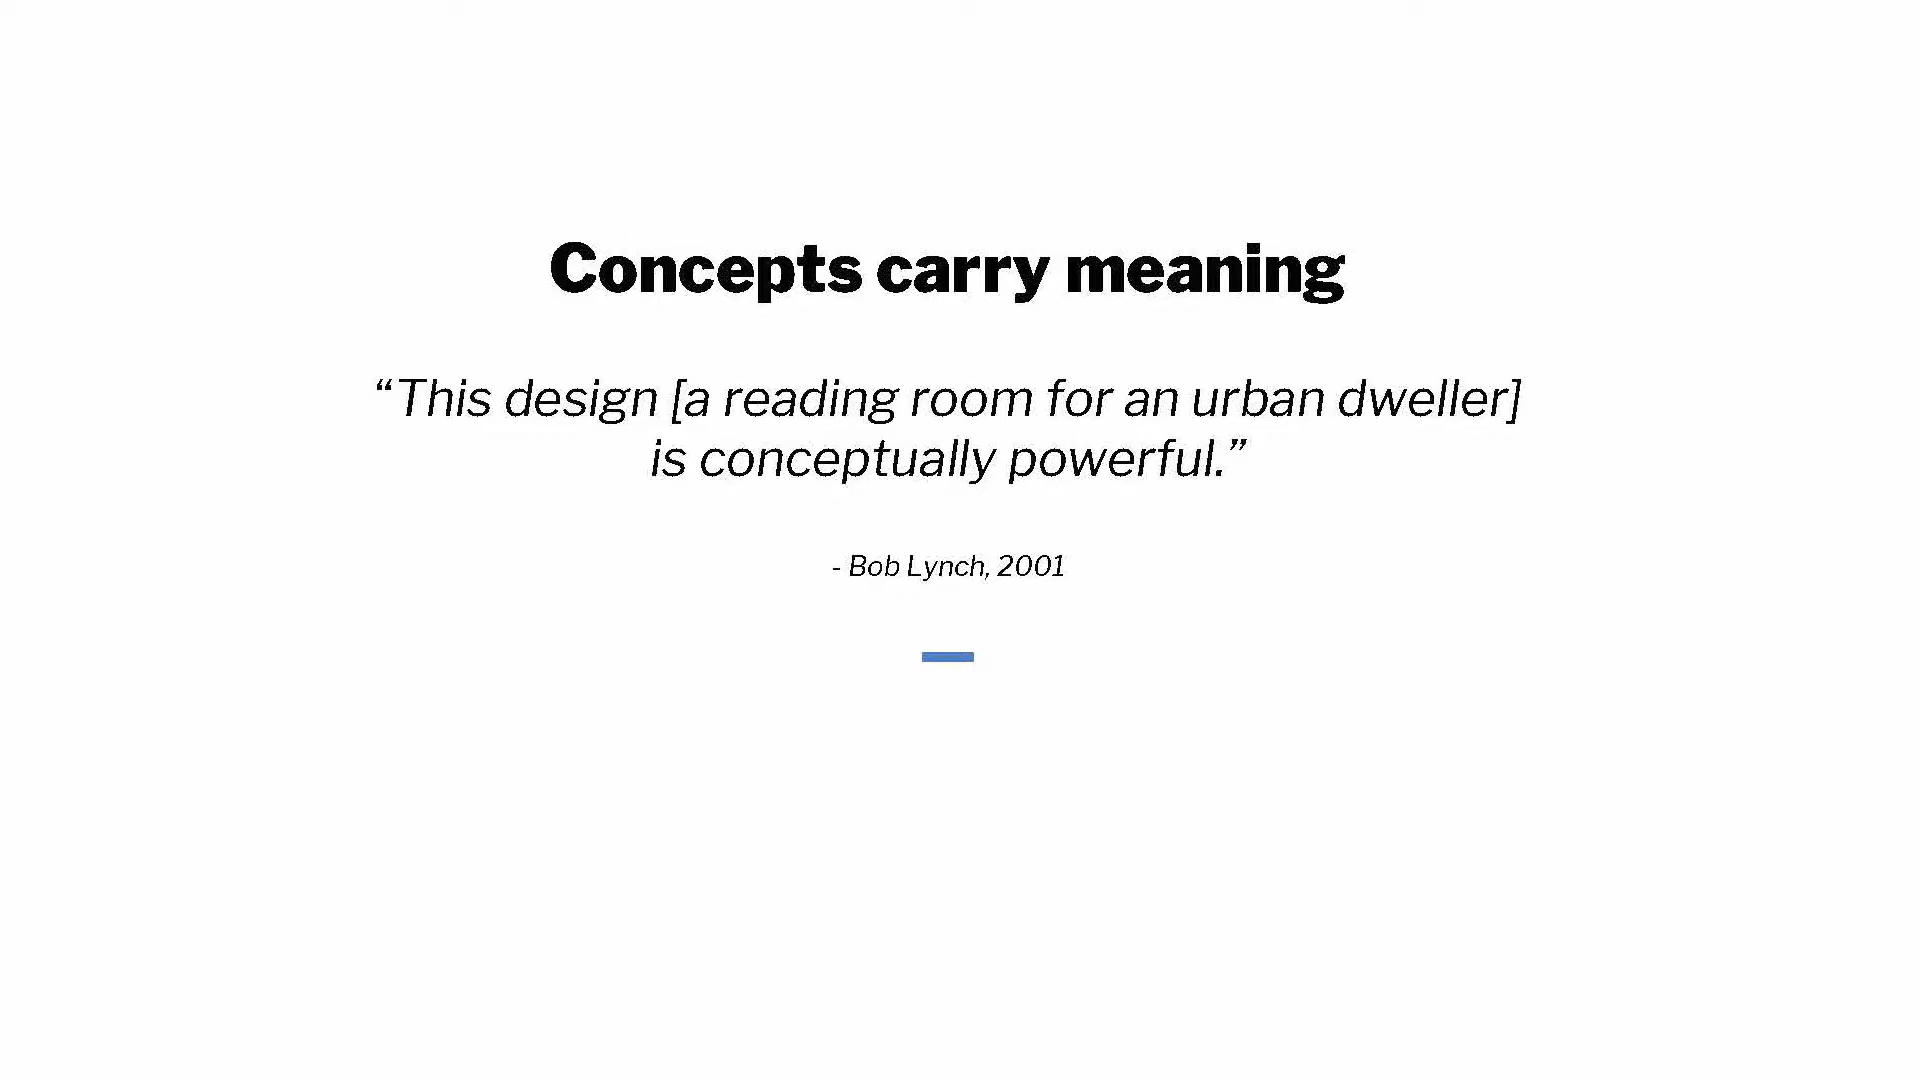 Concepts carry meaning
“This design [a reading room for an urban dweller]
is conceptually powerful.”
- Bob Lynch, 2001